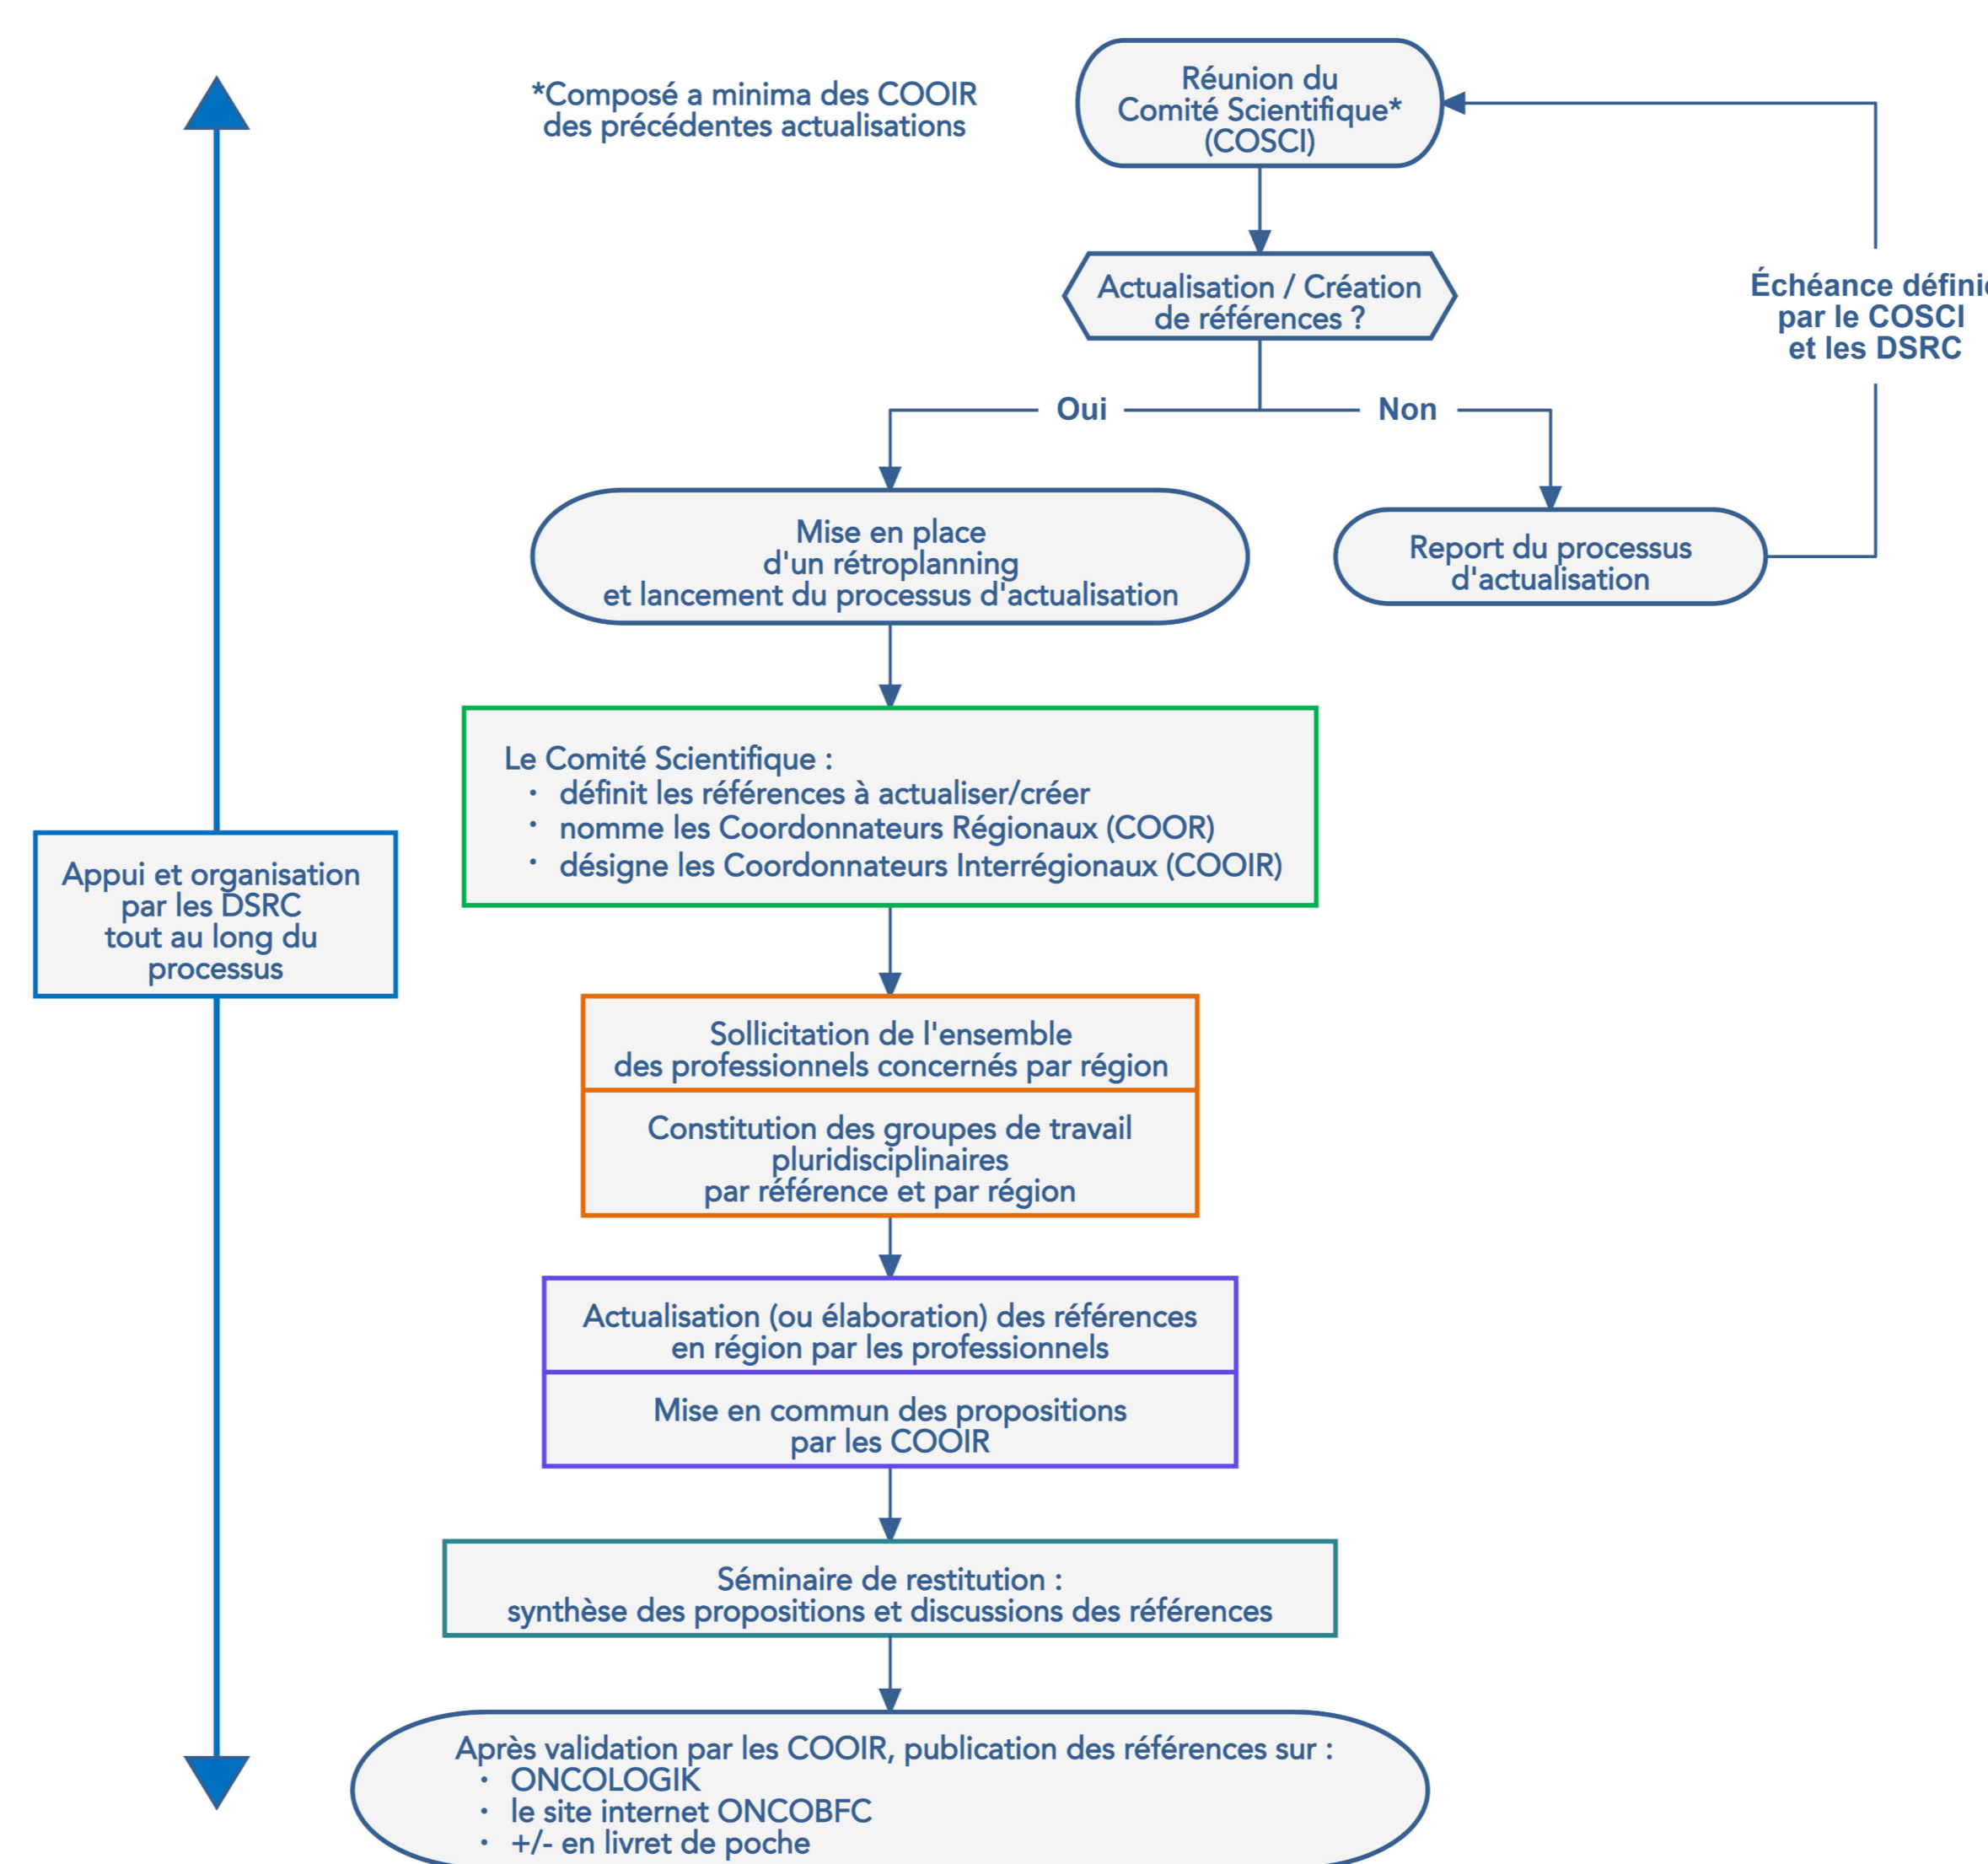 *Composé a minima des COOIR
des précédentes actualisations
Réunion du
Comité Scientifique*
(COSCI)
Actualisation / Création
de références ?
Échéance définie
par le COSCI
et les DSRC
Oui
Non
Mise en place
d'un rétroplanning
et lancement du processus d'actualisation
Report du processus
d'actualisation
Le Comité Scientifique :
· définit les références à actualiser/créer
· nomme les Coordonnateurs Régionaux (COOR)
· désigne les Coordonnateurs Interrégionaux (COOIR)
Appui et organisation
par les DSRC
tout au long du
processus
Sollicitation de l'ensemble
des professionnels concernés par région
Constitution des groupes de travail
pluridisciplinaires
par référence et par région
Actualisation (ou élaboration) des références
en région par les professionnels
Mise en commun des propositions
par les COOIR
Séminaire de restitution :
synthèse des propositions et discussions des références
Après validation par les COOIR, publication des références sur :
· ONCOLOGIK
· le site internet ONCOBFC
· +/- en livret de poche